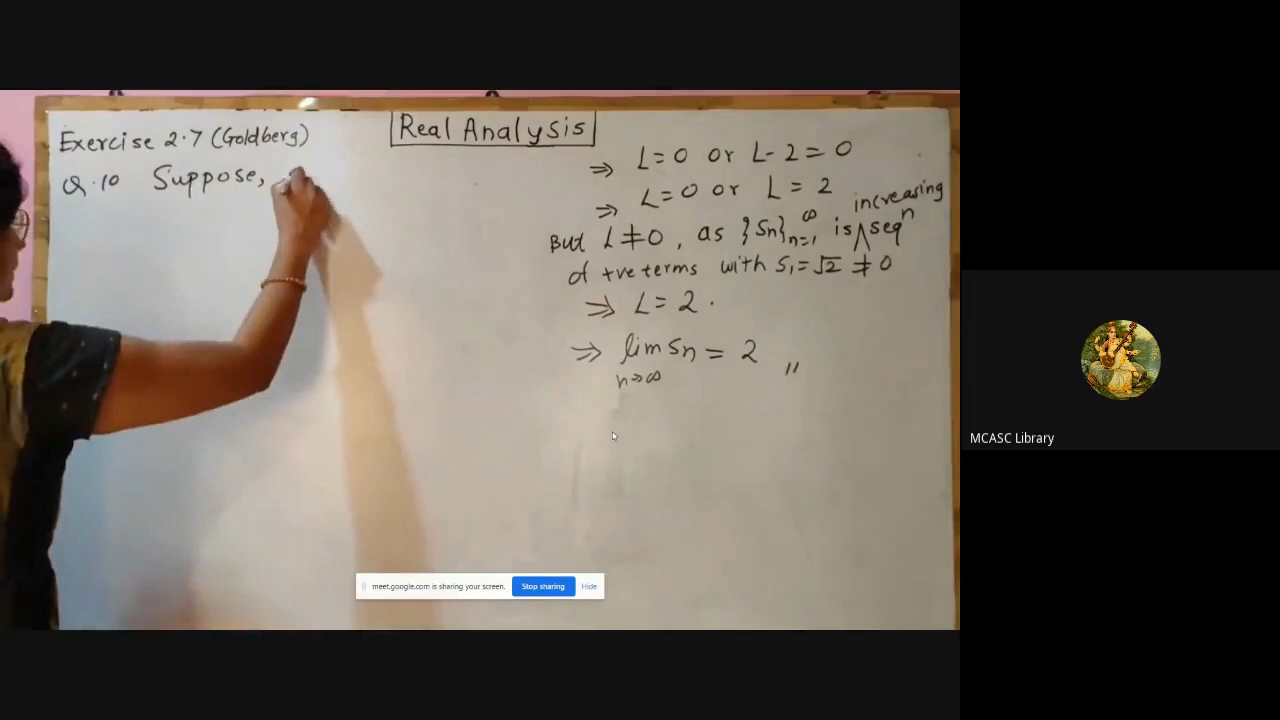 Real Analysis
Exercise 2.7 (Goldberg)
Q.10 Suppose,
⇒ L=0 or L-2=0
⇒ L=0 or L=2
increasing
But L≠0, as {Sn}∞n=1 is ∧ seqn
of +ve terms with S1=√2 ≠0
⇒ L=2.
⇒ lim Sn = 2 "
n→∞
meet.google.com is sharing your screen. Stop sharing Hide
MCASC Library